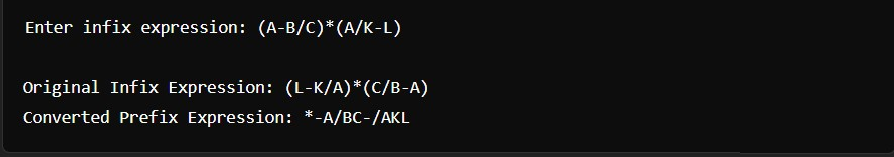 Enter infix expression: (A-B/C)*(A/K-L)
Original Infix Expression: (L-K/A)*(C/B-A)
Converted Prefix Expression: *-A/BC-/AKL